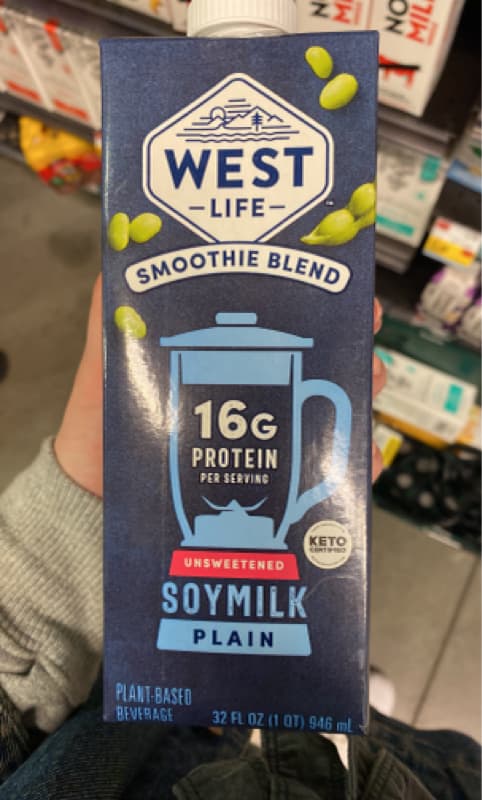 WEST
LIFE
™
SMOOTHIE BLEND
16G
PROTEIN
PER SERVING
KETO
CERTIFIED
UNSWEETENED
SOYMILK
PLAIN
PLANT-BASED
BEVERAGE
32 FL OZ (1 QT) 946 mL